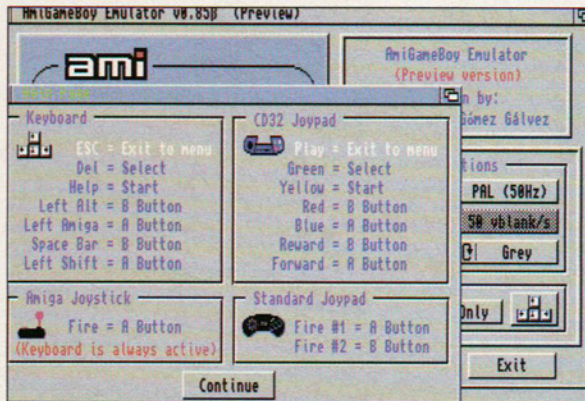 AmiGameBoy Emulator v0.85β (Preview)
ami
AmiGameBoy Emulator
(Preview version)
n by:
Gómez Gálvez
Keyboard
ESC = Exit to menu
Del = Select
Help = Start
Left Alt = B Button
Left Amiga = A Button
Space Bar = B Button
Left Shift = A Button
CD32 Joypad
Play = Exit to menu
Green = Select
Yellow = Start
Red = B Button
Blue = A Button
Reward = B Button
Forward = A Button
tions
PAL (50Hz)
50 vblank/s
Grey
Only
Exit
Amiga Joystick
Fire = A Button
(Keyboard is always active)
Standard Joypad
Fire #1 = A Button
Fire #2 = B Button
Continue